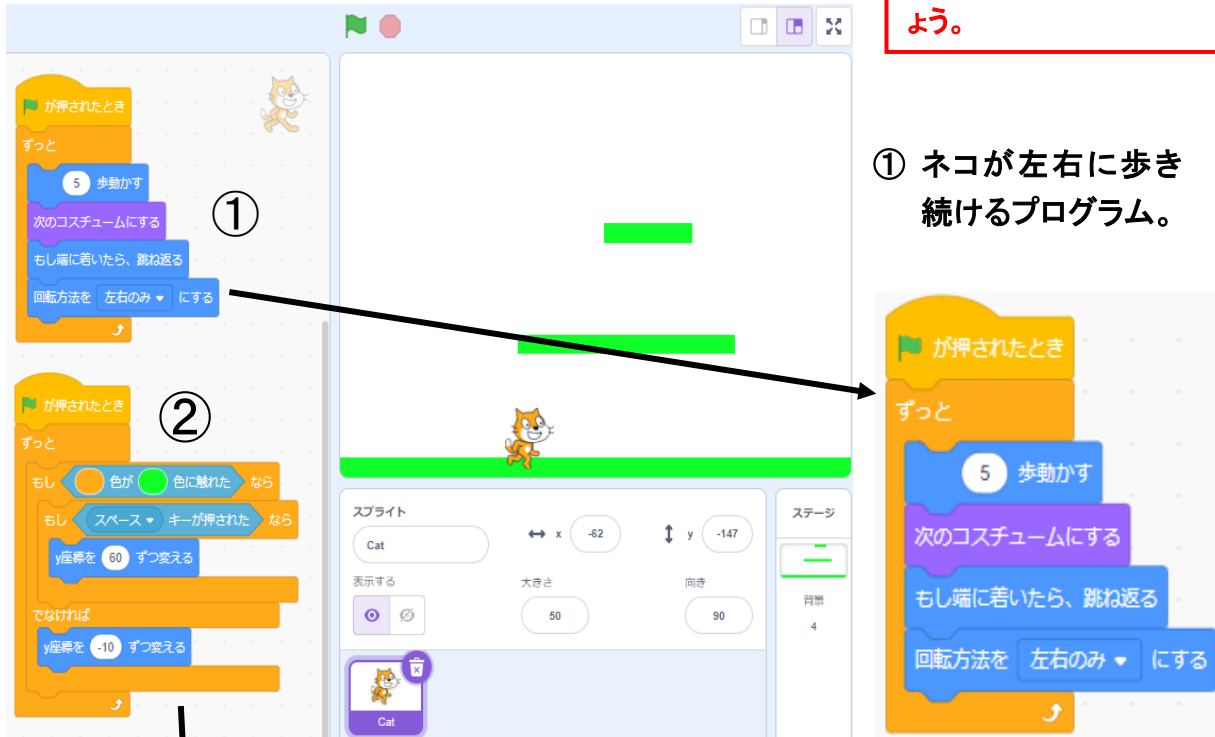 が押されたとき
ずっと
5 歩動かす
次のコスチュームにする
もし端に着いたら、跳ね返る
回転方法を 左右のみ にする
①
が押されたとき
②
ずっと
もし 色が 色に触れた なら
もし スペース キーが押された なら
y座標を 60 ずつ変える
でなければ
y座標を -10 ずつ変える
スプライト
Cat
x -62
y -147
表示する
大きさ
50
向き
90
Cat
ステージ
背景
4
ょう。
① ネコが左右に歩き
続けるプログラム。
が押されたとき
ずっと
5 歩動かす
次のコスチュームにする
もし端に着いたら、跳ね返る
回転方法を 左右のみ にする